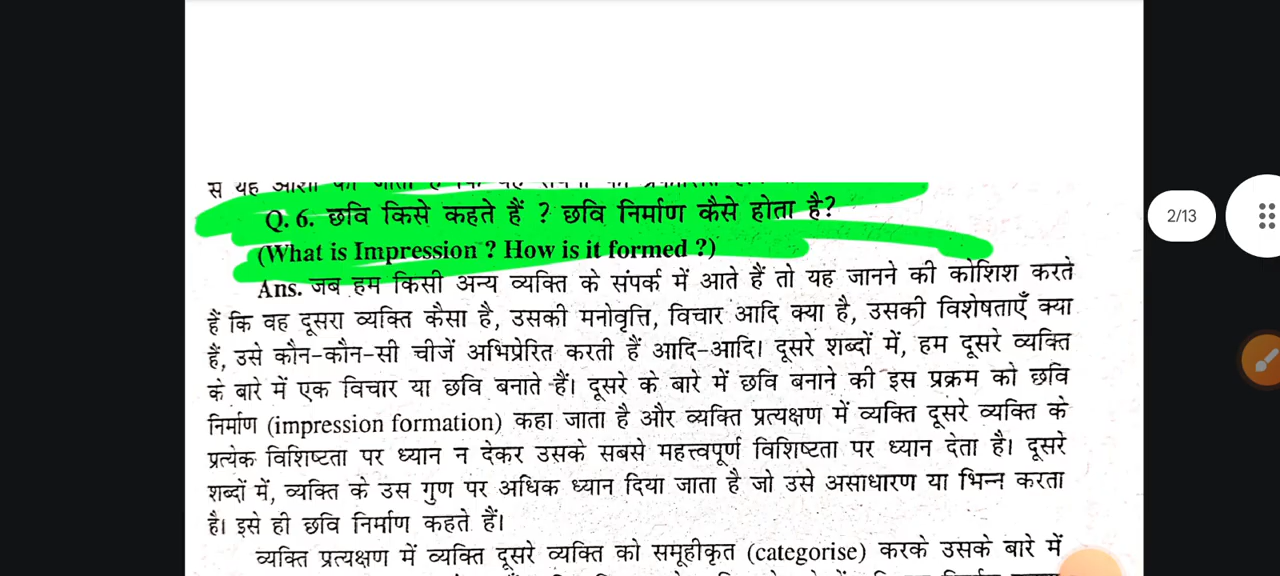 Q. 6. छवि किसे कहते हैं ? छवि निर्माण कैसे होता है?
(What is Impression ? How is it formed ?)
Ans. जब हम किसी अन्य व्यक्ति के संपर्क में आते हैं तो यह जानने की कोशिश करते
हैं कि वह दूसरा व्यक्ति कैसा है, उसकी मनोवृत्ति, विचार आदि क्या है, उसकी विशेषताएँ क्या
हैं, उसे कौन-कौन-सी चीजें अभिप्रेरित करती हैं आदि-आदि। दूसरे शब्दों में, हम दूसरे व्यक्ति
के बारे में एक विचार या छवि बनाते हैं। दूसरे के बारे में छवि बनाने की इस प्रक्रम को छवि
निर्माण (impression formation) कहा जाता है और व्यक्ति प्रत्यक्षण में व्यक्ति दूसरे व्यक्ति के
प्रत्येक विशिष्टता पर ध्यान न देकर उसके सबसे महत्त्वपूर्ण विशिष्टता पर ध्यान देता है। दूसरे
शब्दों में, व्यक्ति के उस गुण पर अधिक ध्यान दिया जाता है जो उसे असाधारण या भिन्न करता
है। इसे ही छवि निर्माण कहते हैं।
व्यक्ति प्रत्यक्षण में व्यक्ति दूसरे व्यक्ति को समूहीकृत (categorise) करके उसके बारे में
2/13